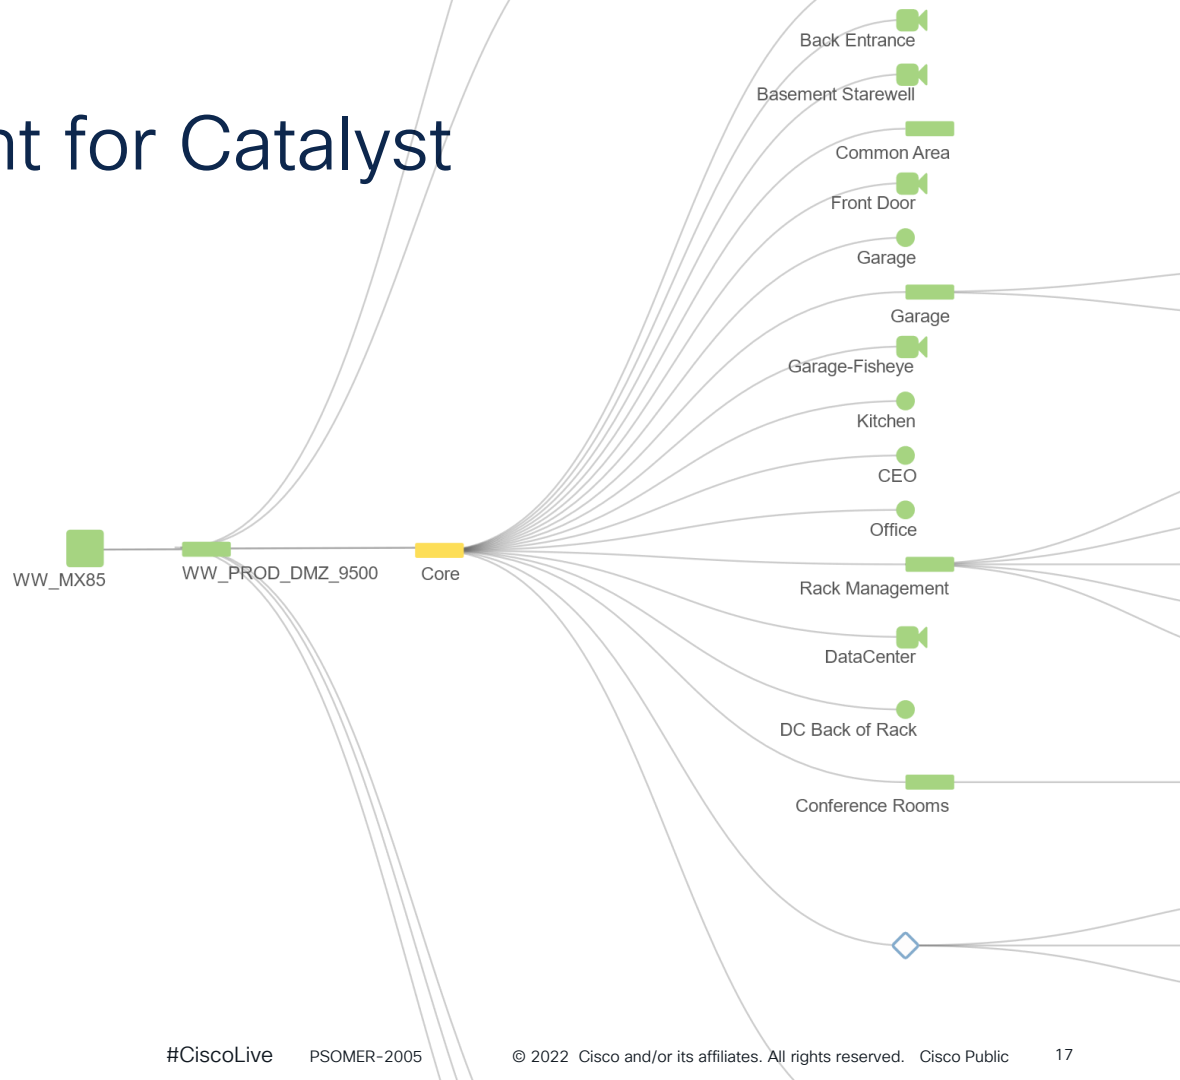 Back Entrance
Basement Starewell
nt for Catalyst
Common Area
Front Door
Garage
Garage
Garage-Fisheye
Kitchen
CEO
Office
WW_MX85
WW_PROD_DMZ_9500
Core
Rack Management
DataCenter
DC Back of Rack
Conference Rooms
#CiscoLive PSOMER-2005 © 2022 Cisco and/or its affiliates. All rights reserved. Cisco Public 17